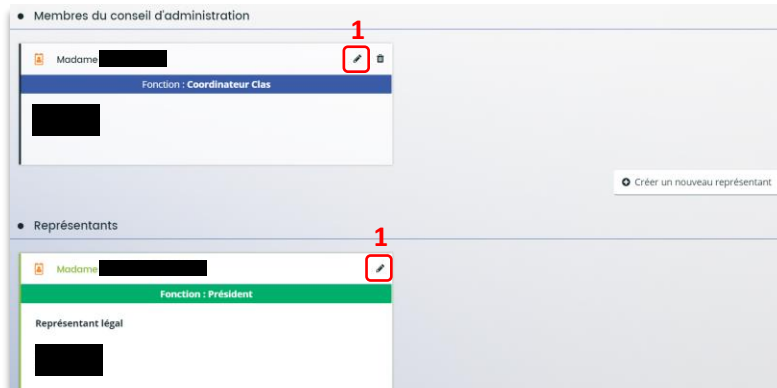 Membres du conseil d'administration
1
Madame
Fonction : Coordinateur Clas
Créer un nouveau représentant
Représentants
1
Madame
Fonction : Président
Représentant légal